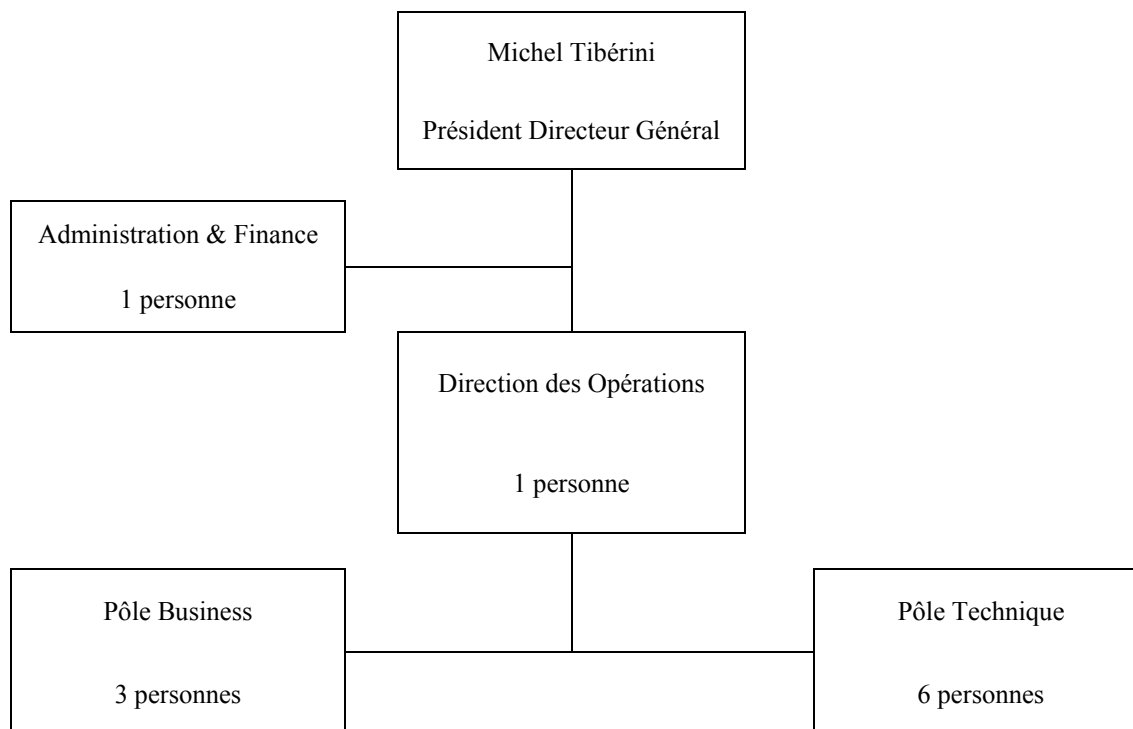 Michel Tibérini
Président Directeur Général
Administration & Finance
1 personne
Direction des Opérations
1 personne
Pôle Business
3 personnes
Pôle Technique
6 personnes